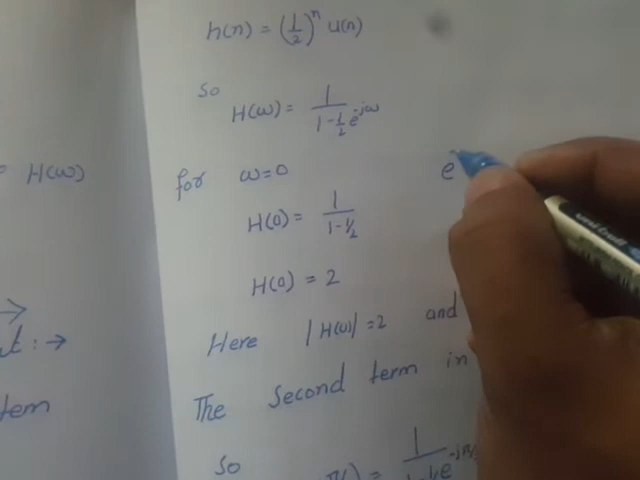 h(n) = (1/2)^n u(n)
so
H(ω) = 1/(1-1/2 e^-jω)
H(ω)
for ω=0
e
H(0) = 1/(1-1/2)
H(0) = 2
Here |H(ω)| =2 and
The second term in
so